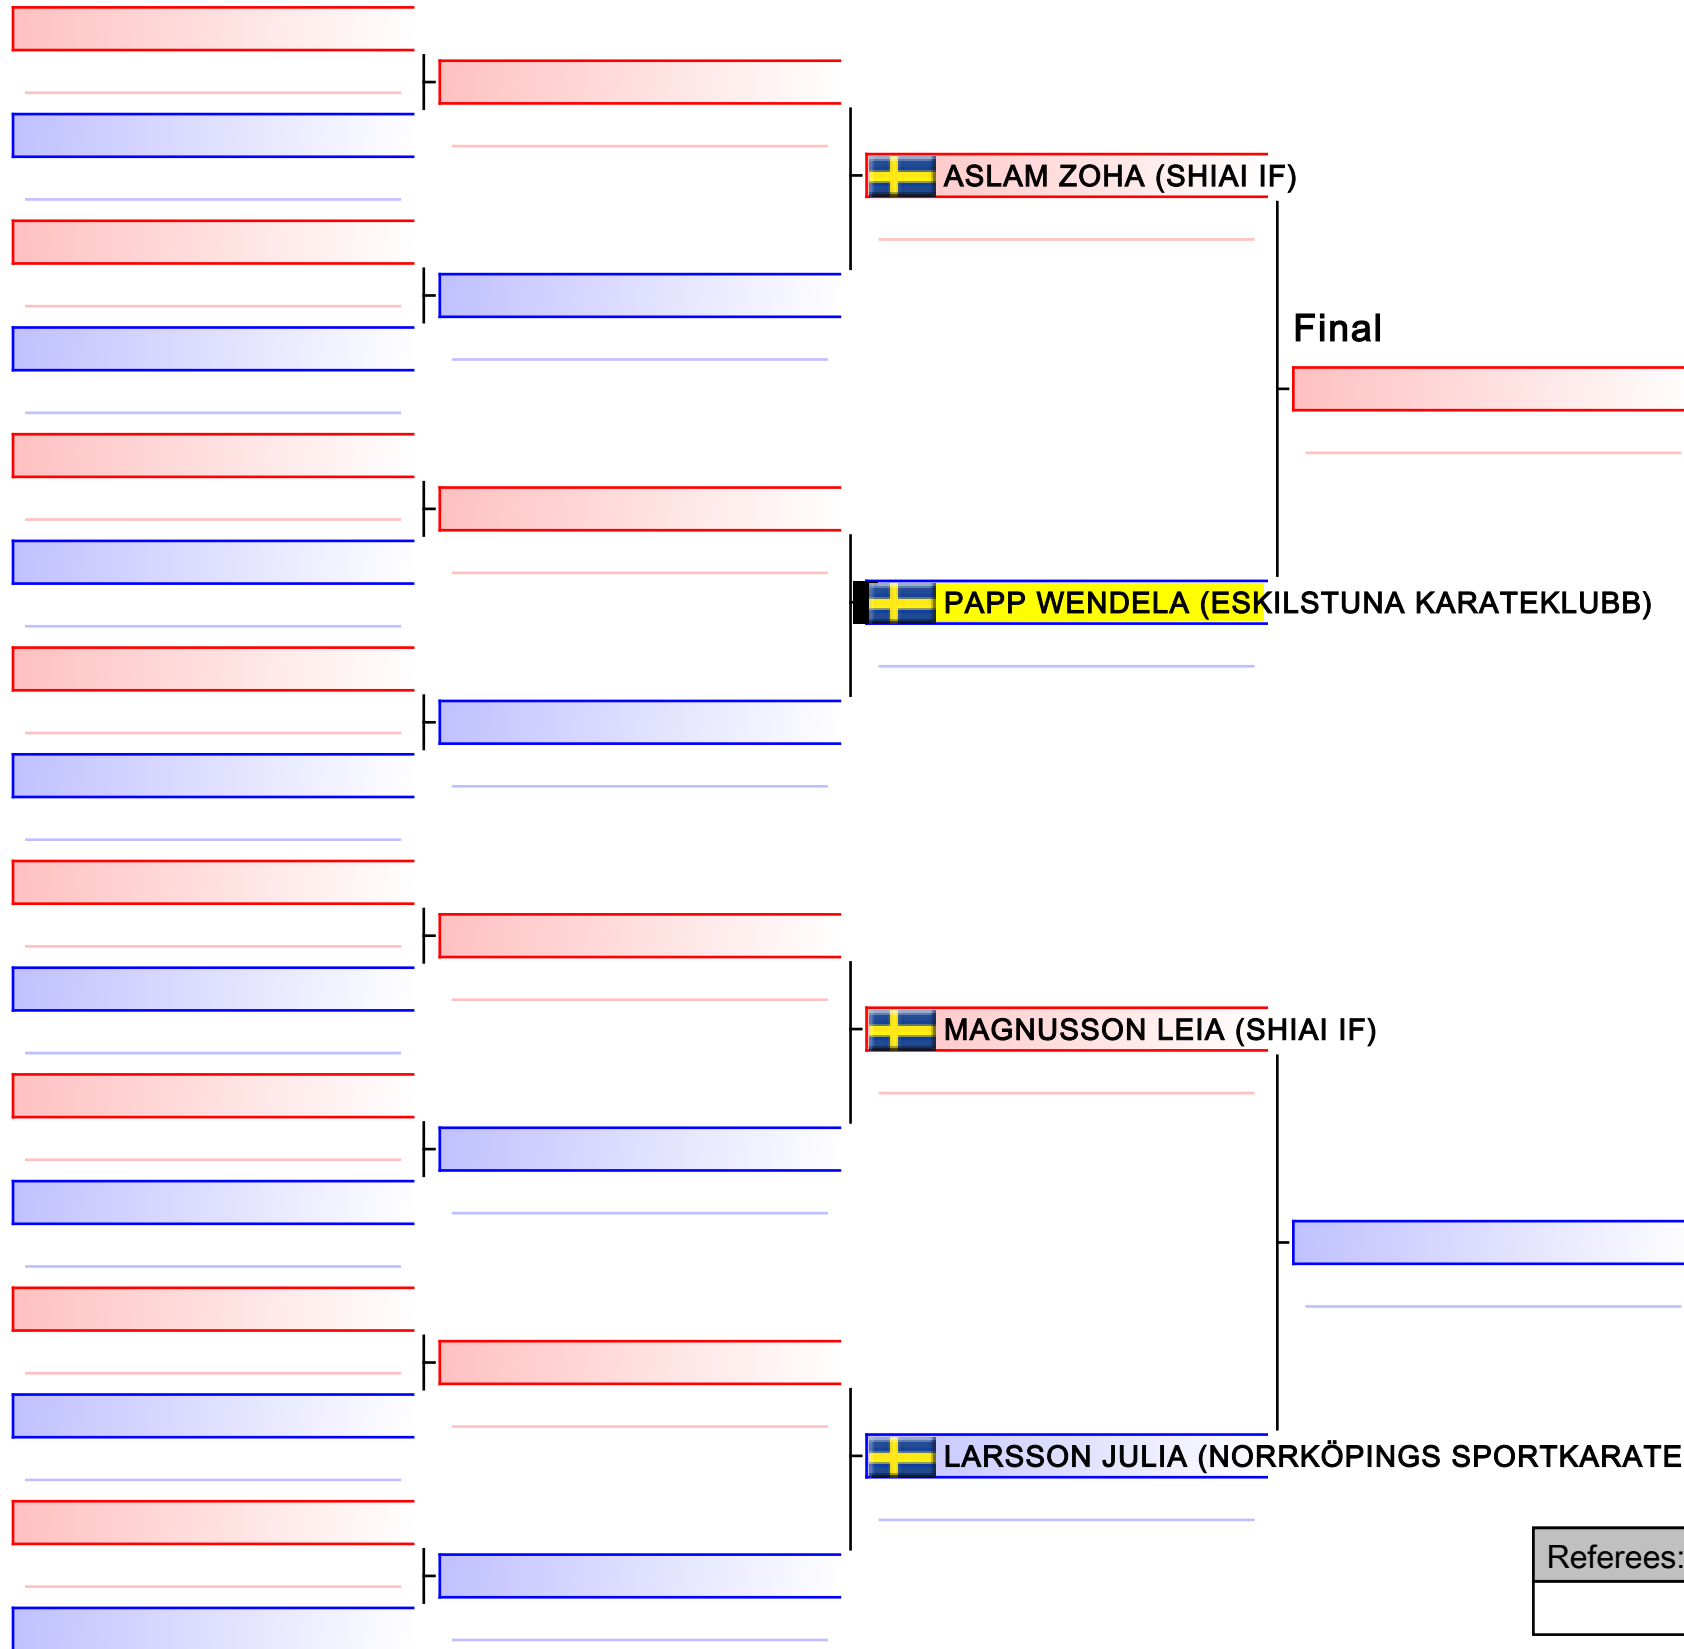 ASLAM ZOHA (SHIAI IF)
Final
PAPP WENDELA (ESKILSTUNA KARATEKLUBB)
MAGNUSSON LEIA (SHIAI IF)
LARSSON JULIA (NORRKÖPINGS SPORTKARATE
Referees: